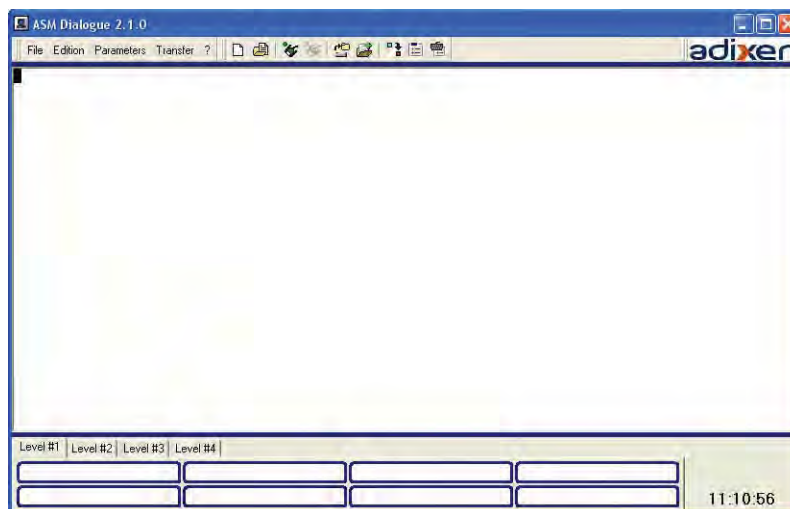 ASM Dialogue 2.1.0
File Edition Parameters Transfer ?
adixen
Level #1 Level #2 Level #3 Level #4
11:10:56